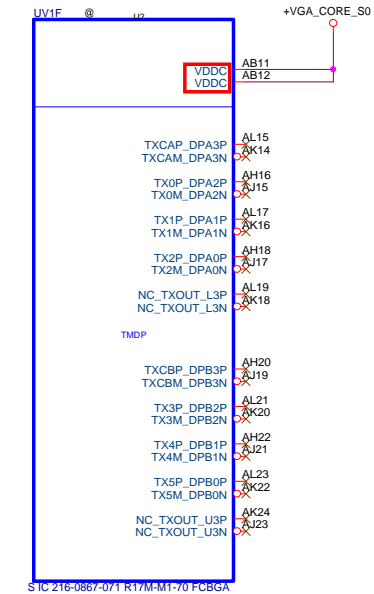 UV1F @ U2
+VGA_CORE_S0
VDDC AB11
VDDC AB12
TXCAP_DPA3P AL15
TXCAM_DPA3N AK14
TX0P_DPA2P AH16
TX0M_DPA2N AJ15
TX1P_DPA1P AL17
TX1M_DPA1N AK16
TX2P_DPA0P AH18
TX2M_DPA0N AJ17
NC_TXOUT_L3P AL19
NC_TXOUT_L3N AK18
TMDP
TXCBP_DPB3P AH20
TXCBM_DPB3N AJ19
TX3P_DPB2P AL21
TX3M_DPB2N AK20
TX4P_DPB1P AH22
TX4M_DPB1N AJ21
TX5P_DPB0P AL23
TX5M_DPB0N AK22
NC_TXOUT_U3P AK24
NC_TXOUT_U3N AJ23
S IC 216-0867-071 R17M-M1-70 FCBGA